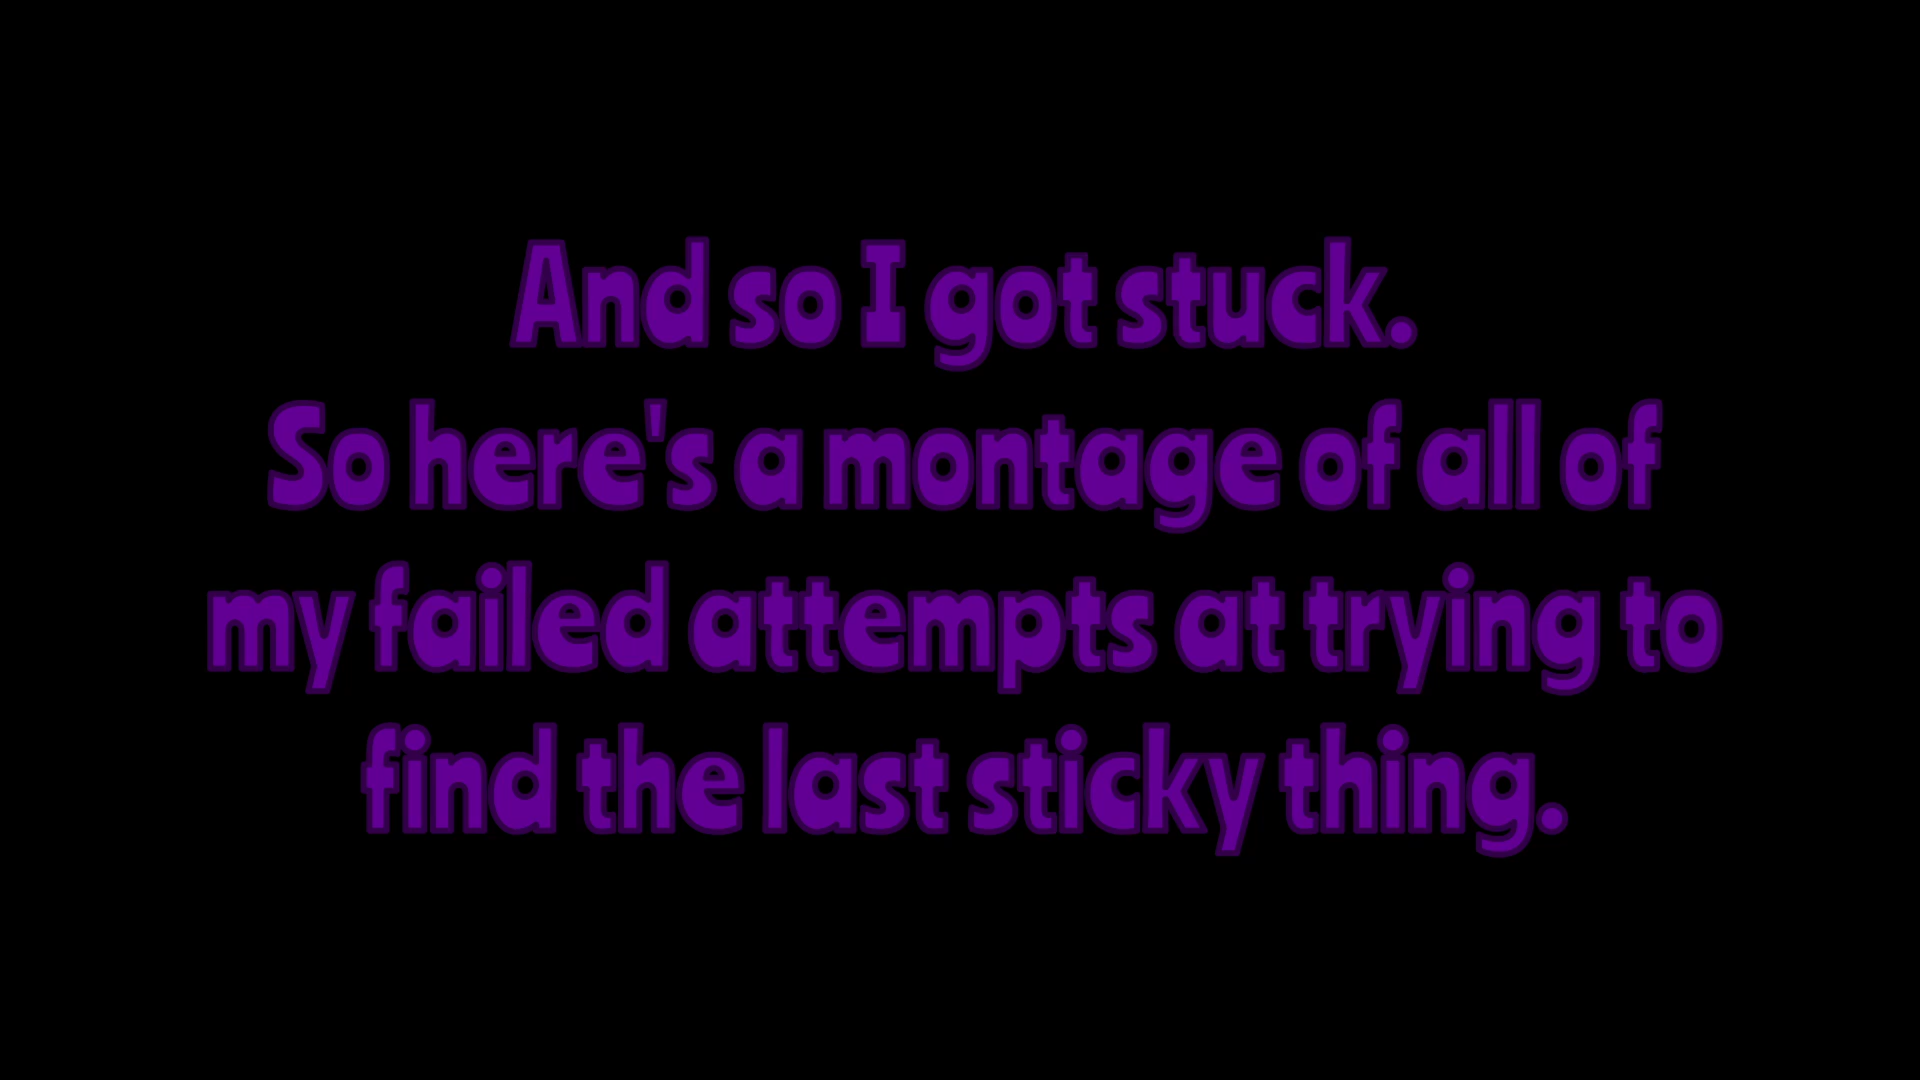 And so I got stuck.
So here's a montage of all of
my failed attempts at trying to
find the last sticky thing.